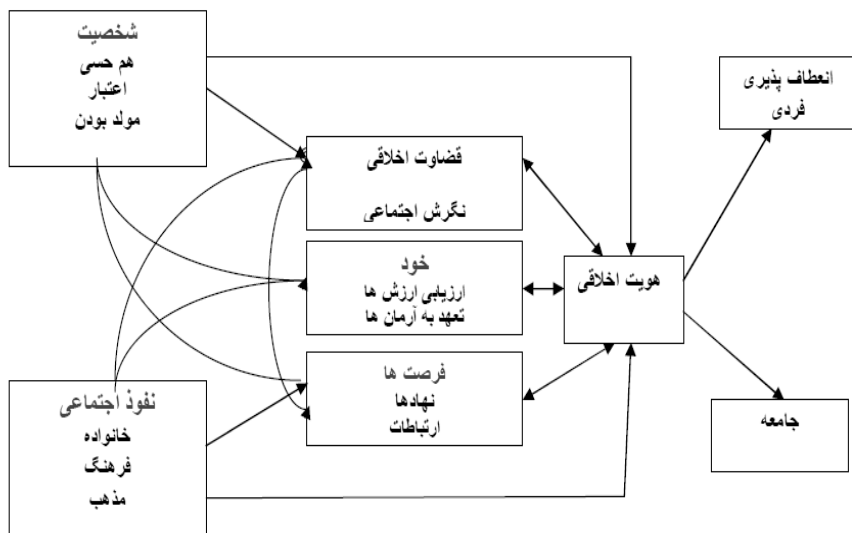 شخصیت
هم حسی
اعتبار
مولد بودن
انعطاف پذیری
فردی
قضاوت اخلاقی
نگرش اجتماعی
خود
ارزیابی ارزش ها
تعهد به آرمان ها
هویت اخلاقی
فرصت ها
نهادها
ارتباطات
نفوذ اجتماعی
خانواده
فرهنگ
مذهب
جامعه